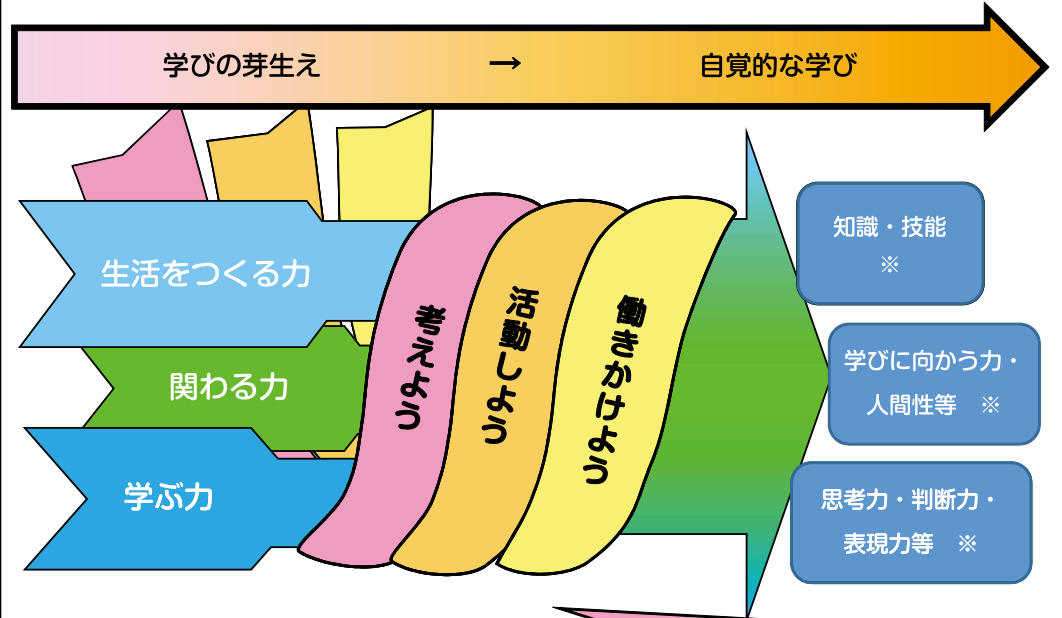 学びの芽生え → 自覚的な学び
生活をつくる力
関わる力
学ぶ力
考えよう
活動しよう
働きかけよう
知識・技能
※
学びに向かう力・
人間性等 ※
思考力・判断力・
表現力等 ※